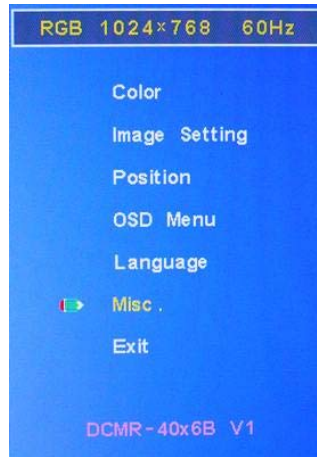 RGB 1024×768 60Hz
Color
Image Setting
Position
OSD Menu
Language
Misc.
Exit
DCMR-40x6B V1